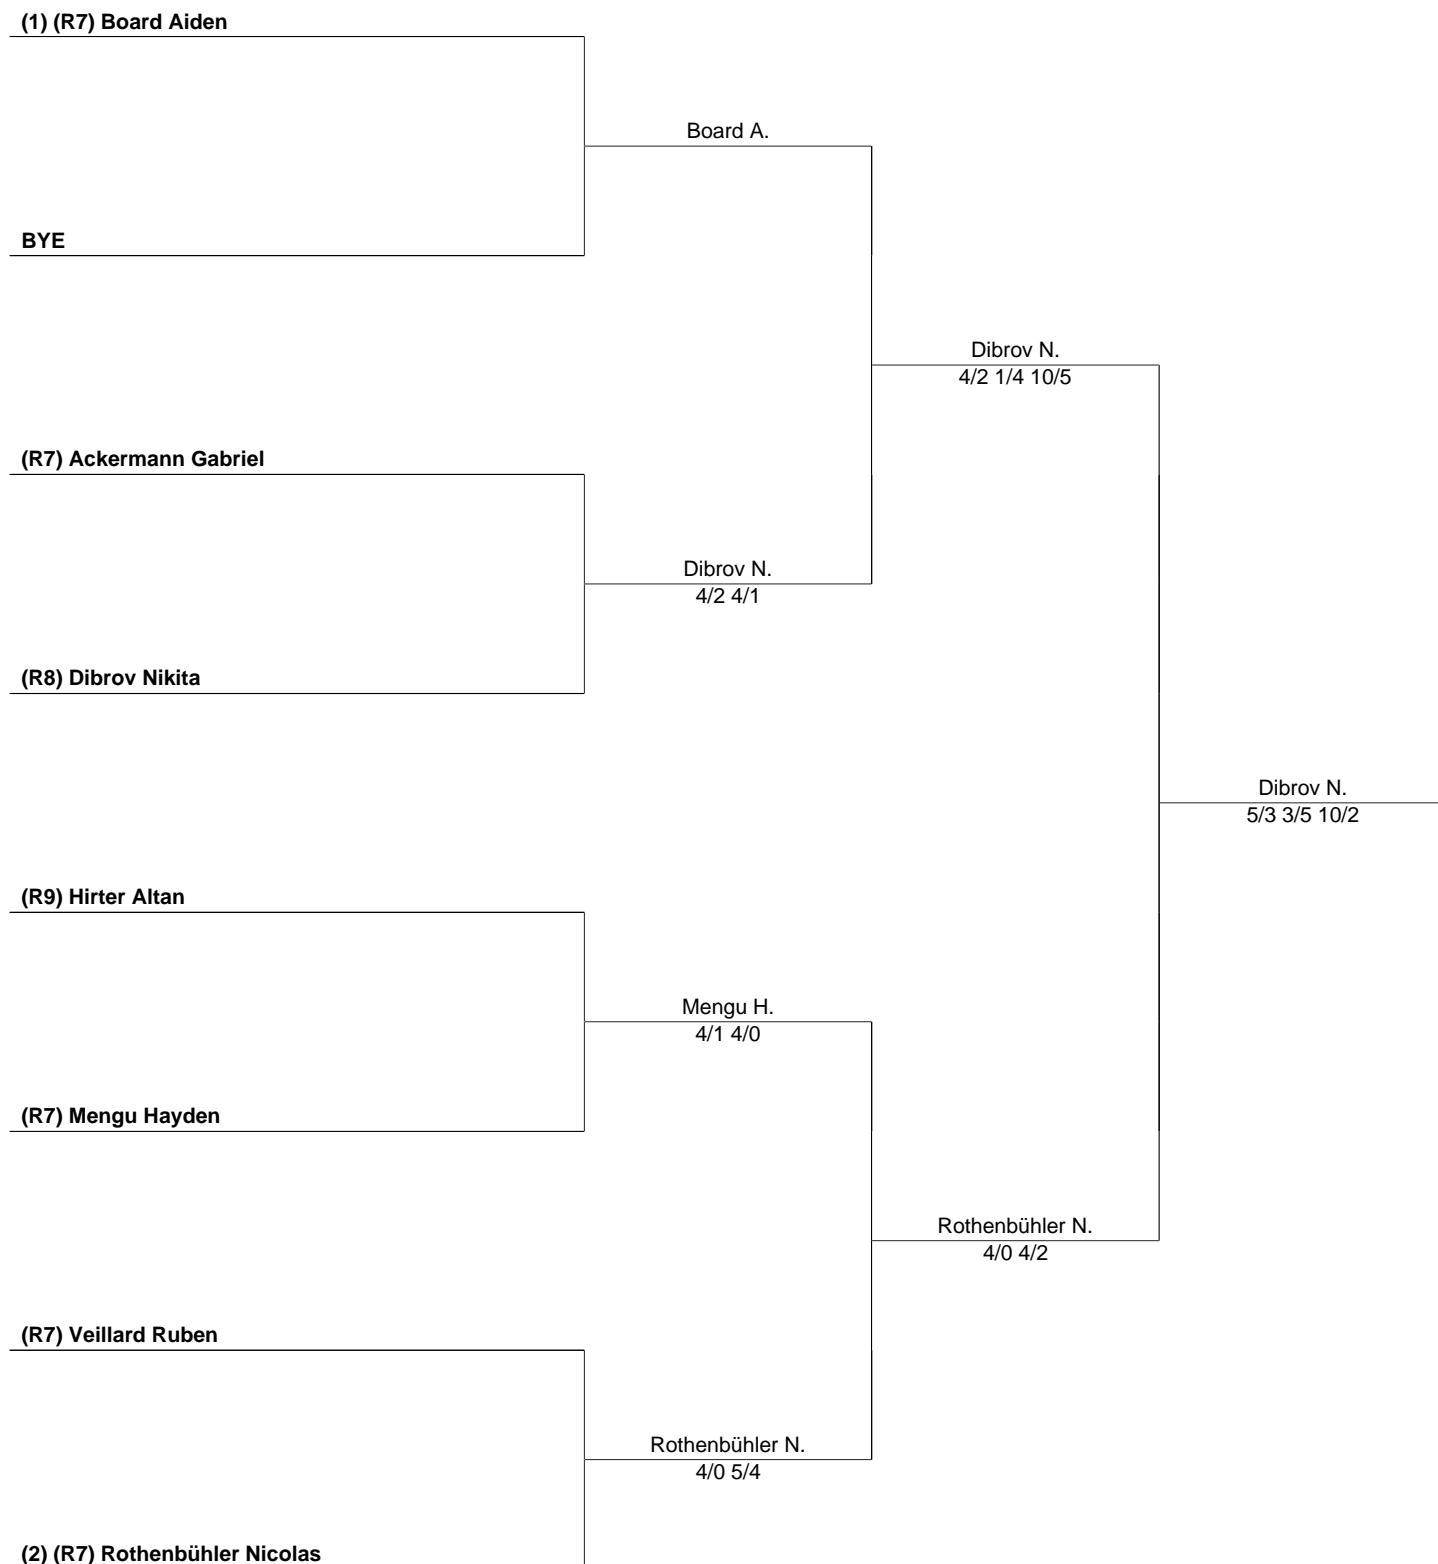 (1) (R7) Board Aiden
Board A.
BYE
Dibrov N.
4/2 1/4 10/5
(R7) Ackermann Gabriel
Dibrov N.
4/2 4/1
(R8) Dibrov Nikita
Dibrov N.
5/3 3/5 10/2
(R9) Hirter Altan
Mengu H.
4/1 4/0
(R7) Mengu Hayden
Rothenbühler N.
4/0 4/2
(R7) Veillard Ruben
Rothenbühler N.
4/0 5/4
(2) (R7) Rothenbühler Nicolas